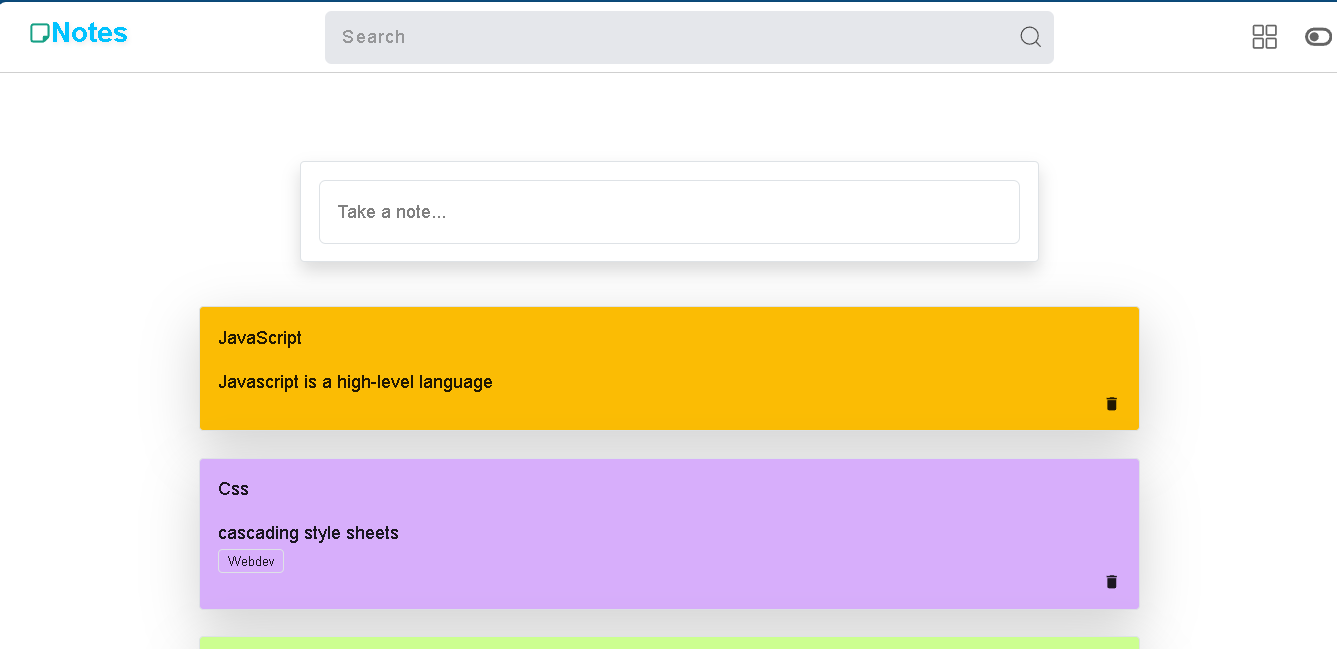 Notes
Search
Take a note...
JavaScript
Javascript is a high-level language
Css
cascading style sheets
Webdev